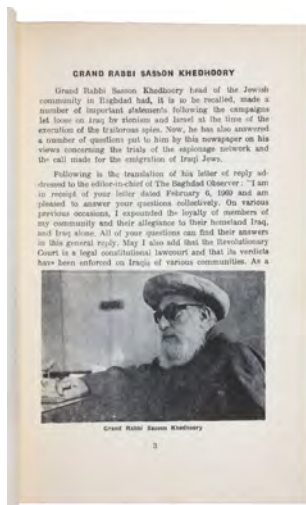 GRAND RABBI SASSON KHEDHOORY
Grand Rabbi Sasson Khedhoory head of the Jewish
community in Baghdad had, it is to be recalled, made a
number of important statements following the campaigns
let loose on Iraq by zionism and Israel at the time of the
execution of the traitorous spies. Now, he has also answered
a number of questions put to him by this newspaper on his
views concerning the trials of the espionage network and
the call made for the emigration of Iraqi Jews.
Following is the translation of his letter of reply ad-
dressed to the editor-in-chief of The Baghdad Observer : "I am
in receipt of your letter dated February 6, 1969 and am
pleased to answer your questions collectively. On various
previous occasions, I expounded the loyalty of members of
my community and their allegiance to their homeland Iraq,
and Iraq alone. All of your questions can find their answers
in this general reply. May I also add that the Revolutionary
Court is a legal constitutional lawcourt and that its verdicts
have been enforced on Iraqis of various communities. As a
Grand Rabbi Sasson Khedhoory
3